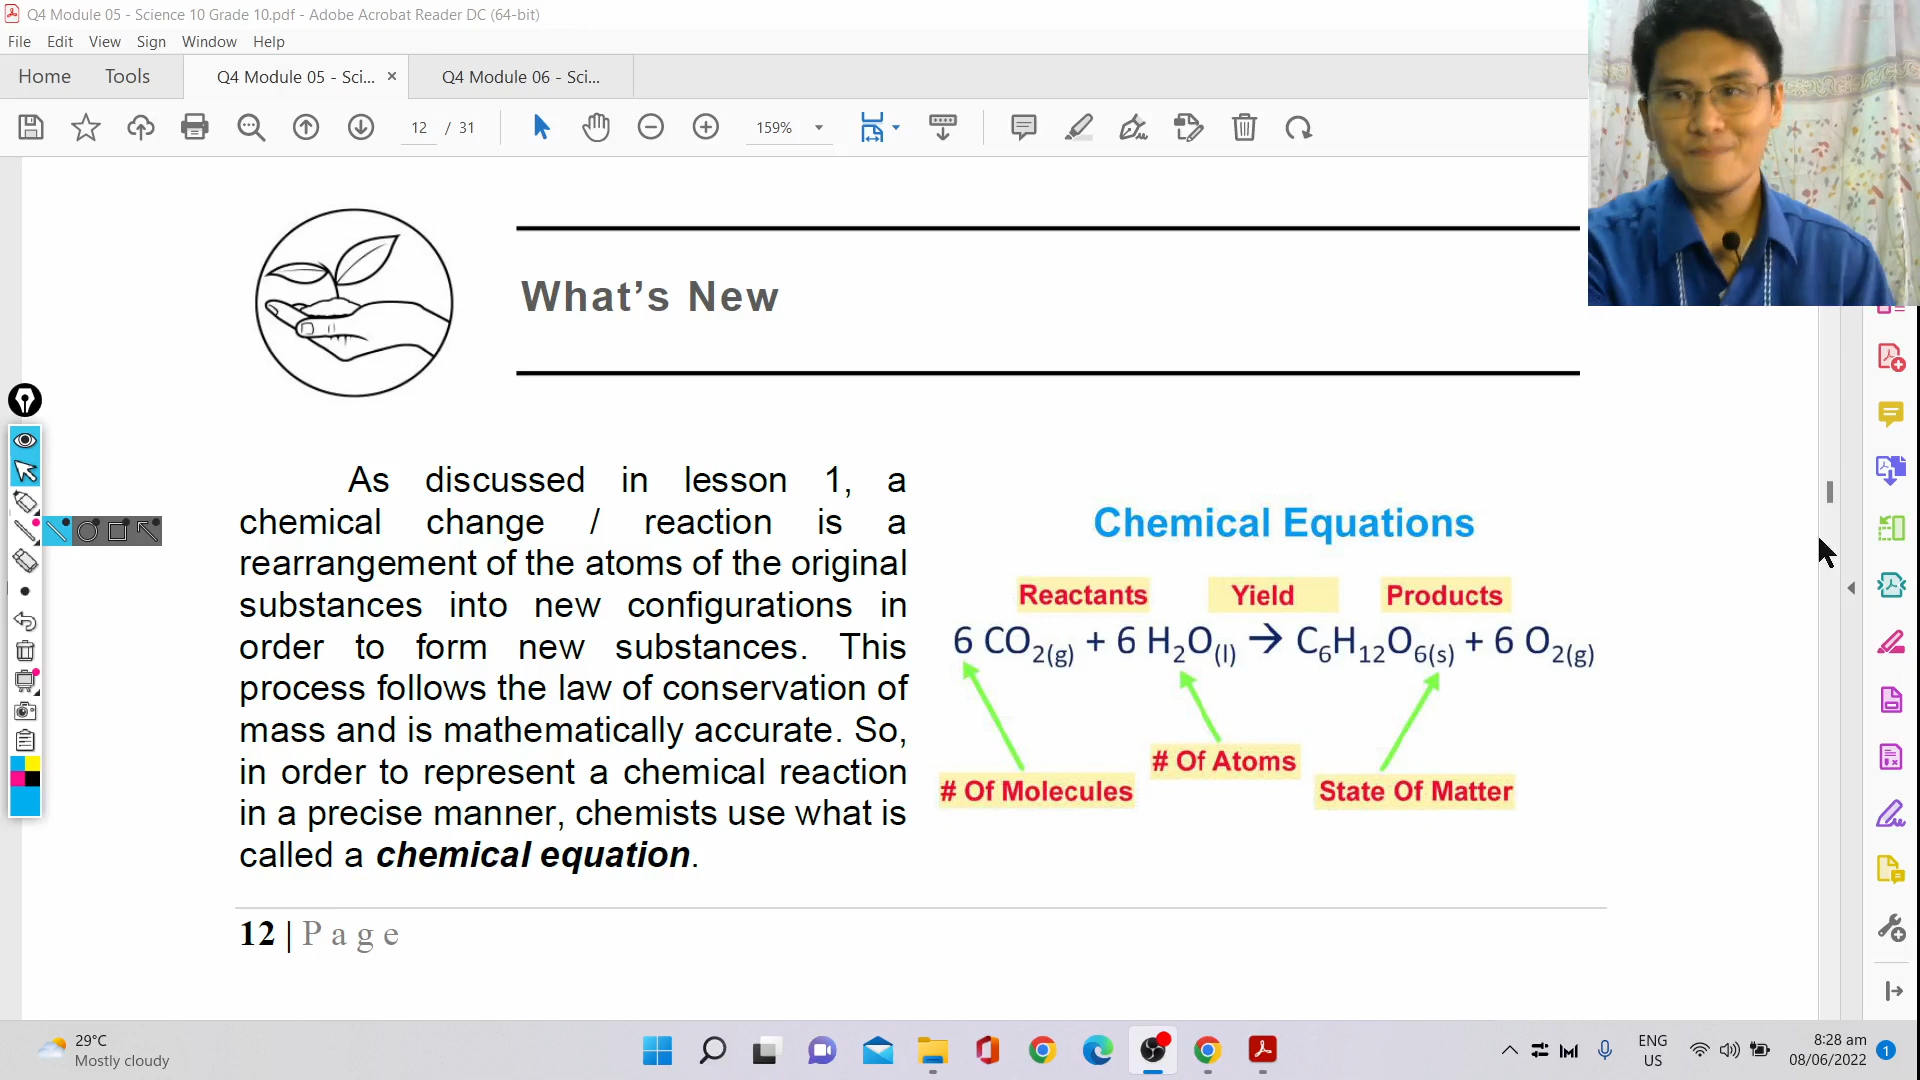 Q4 Module 05 - Science 10 Grade 10.pdf - Adobe Acrobat Reader DC (64-bit)
File Edit View Sign Window Help
Home Tools Q4 Module 05 - Sci... × Q4 Module 06 - Sci...
12 / 31 159%
What’s New
As discussed in lesson 1, a
chemical change / reaction is a
rearrangement of the atoms of the original
substances into new configurations in
order to form new substances. This
process follows the law of conservation of
mass and is mathematically accurate. So,
in order to represent a chemical reaction
in a precise manner, chemists use what is
called a chemical equation.
Chemical Equations
Reactants Yield Products
6 CO2(g) + 6 H2O(l) → C6H12O6(s) + 6 O2(g)
# Of Atoms
# Of Molecules State Of Matter
12 | Page
29°C
Mostly cloudy
ENG
US
8:28 am
08/06/2022
1